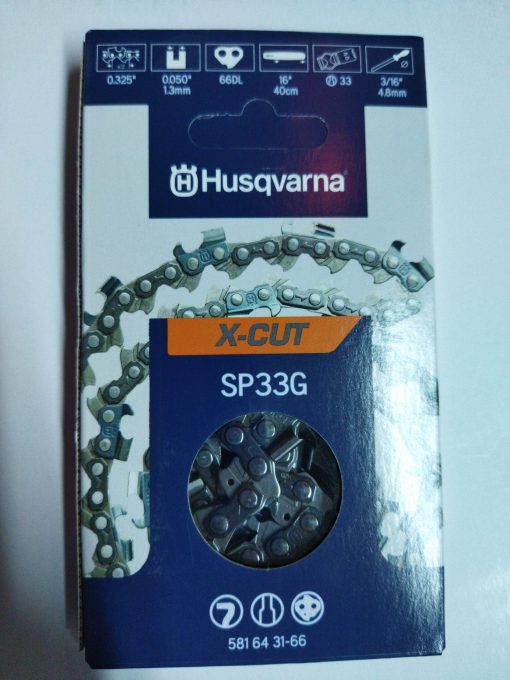 0.325" 0.050" 66DL 16" 33 3/16"
1.3mm 40cm 4.8mm
Husqvarna
X-CUT
SP33G
581 64 31-66